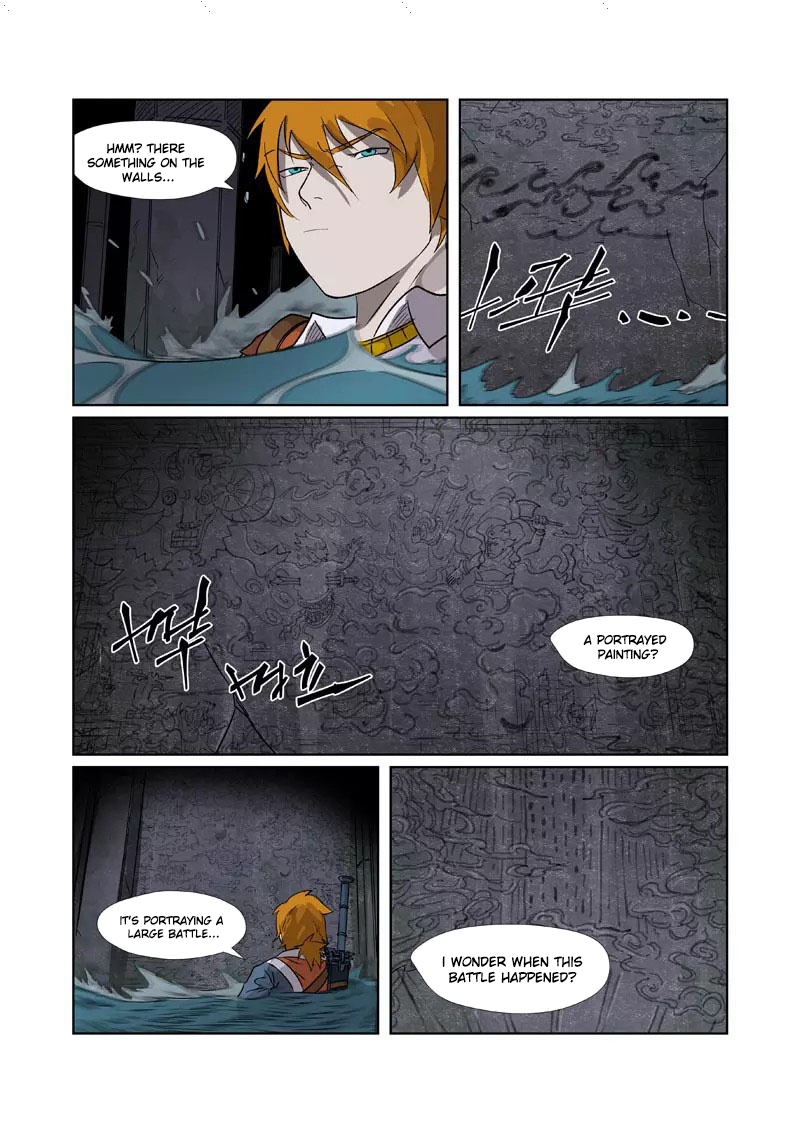 HMM? THERE
SOMETHING ON THE
WALLS...
A PORTRAYED
PAINTING?
IT'S PORTRAYING A
LARGE BATTLE...
I WONDER WHEN THIS
BATTLE HAPPENED?